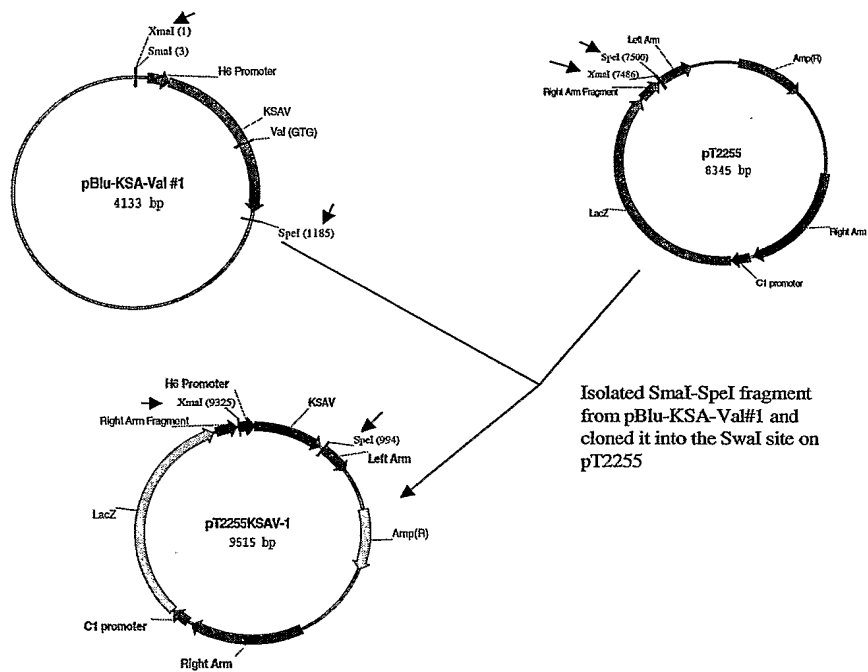 XmaI (1)
SmaI (3)
H6 Promoter
KSAV
Val (GTG)
pBlu-KSA-Val #1
4133 bp
SpeI (1185)
Left Arm
SpeI (7506)
XmaI (7486)
Right Arm Fragment
Amp(R)
pT2255
8345 bp
LacZ
Right Arm
C1 promoter
H6 Promoter
XmaI (9325)
KSAV
Right Arm Fragment
SpeI (994)
Left Arm
LacZ
pT2255KSAV-1
9515 bp
Amp(R)
C1 promoter
Right Arm
Isolated SmaI-SpeI fragment
from pBlu-KSA-Val#1 and
cloned it into the SwaI site on
pT2255